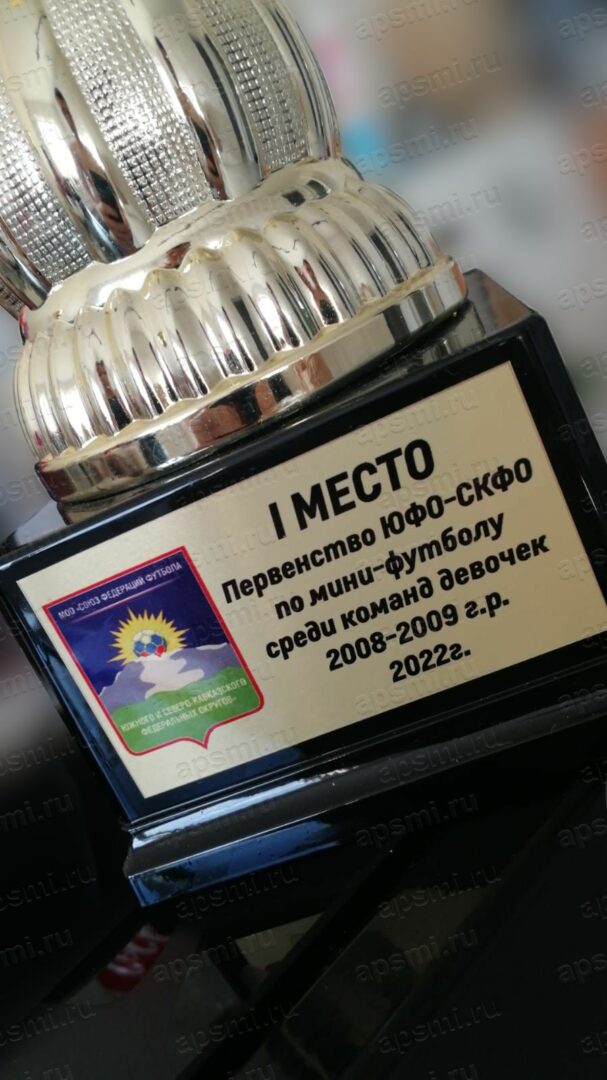 I МЕСТО
Первенство ЮФО-СКФО
по мини-футболу
среди команд девочек
2008-2009 г.р.
2022г.
МОО «СОЮЗ ФЕДЕРАЦИЙ ФУТБОЛА
ЮЖНОГО И СЕВЕРО-КАВКАЗСКОГО
ФЕДЕРАЛЬНЫХ ОКРУГОВ»
apsmi.ru